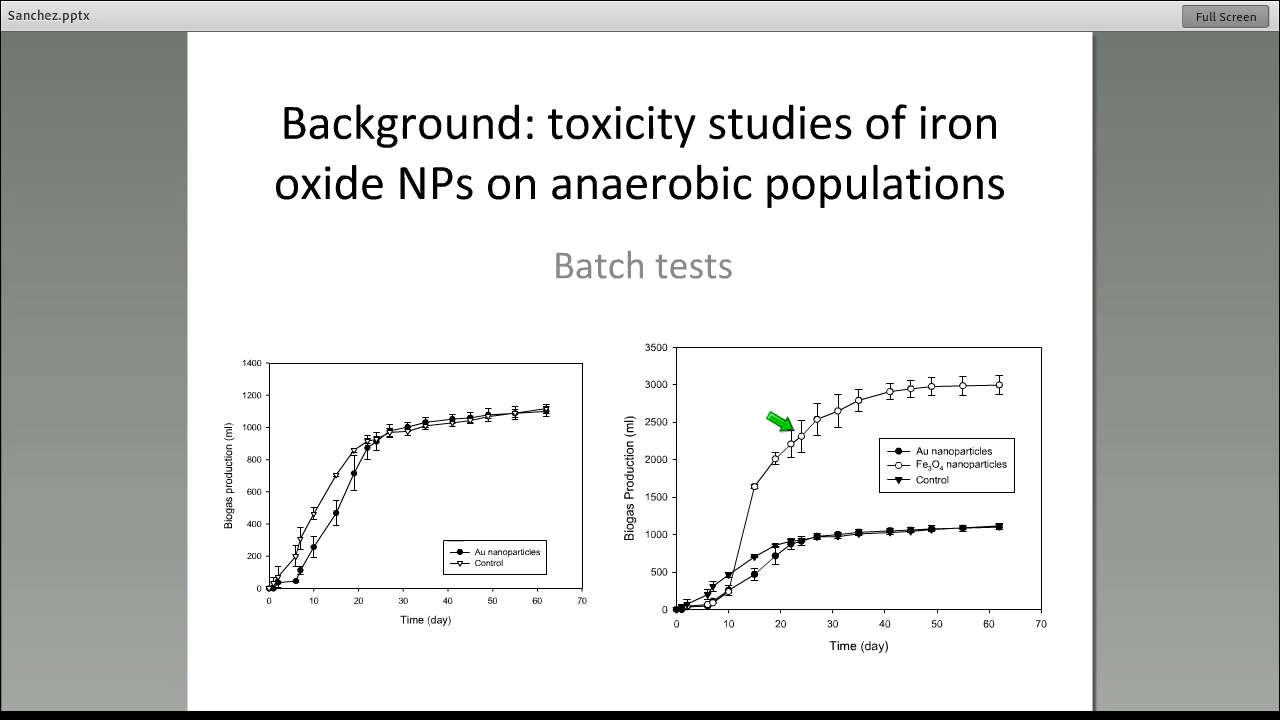 Sanchez.pptx
Full Screen
Background: toxicity studies of iron
oxide NPs on anaerobic populations
Batch tests
1400
1200
1000
800
600
400
200
0
Biogas production (ml)
Au nanoparticles
Control
0 10 20 30 40 50 60 70
Time (day)
3500
3000
2500
2000
1500
1000
500
0
Biogas Production (ml)
Au nanoparticles
Fe₃O₄ nanoparticles
Control
0 10 20 30 40 50 60 70
Time (day)